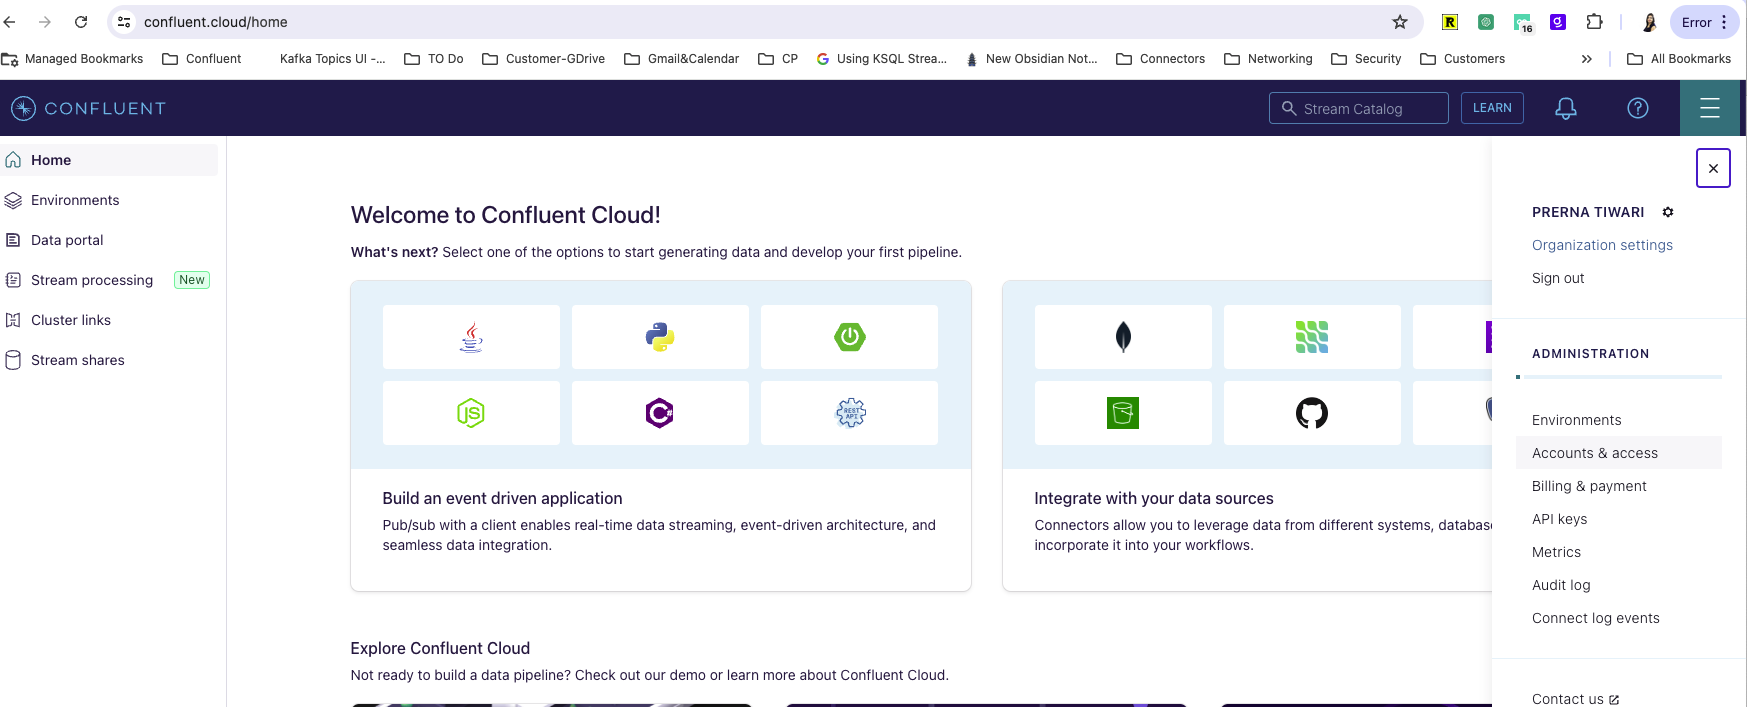 confluent.cloud/home
16
Error
Managed Bookmarks
Confluent
Kafka Topics UI -...
TO Do
Customer-GDrive
Gmail&Calendar
CP
Using KSQL Strea...
New Obsidian Not...
Connectors
Networking
Security
Customers
All Bookmarks
CONFLUENT
Stream Catalog
LEARN
Home
Environments
Data portal
Stream processing New
Cluster links
Stream shares
Welcome to Confluent Cloud!
What's next? Select one of the options to start generating data and develop your first pipeline.
JS
C#
REST
API
Build an event driven application
Pub/sub with a client enables real-time data streaming, event-driven architecture, and
seamless data integration.
Integrate with your data sources
Connectors allow you to leverage data from different systems, database
incorporate it into your workflows.
Explore Confluent Cloud
Not ready to build a data pipeline? Check out our demo or learn more about Confluent Cloud.
PRERNA TIWARI
Organization settings
Sign out
ADMINISTRATION
Environments
Accounts & access
Billing & payment
API keys
Metrics
Audit log
Connect log events
Contact us